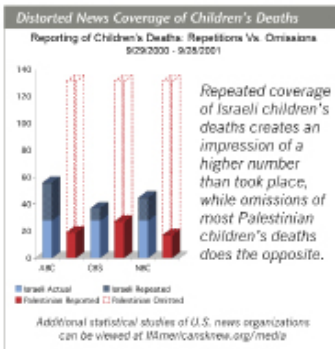 Distorted News Coverage of Children's Deaths
Reporting of Children's Deaths: Repetitions Vs. Omissions
9/29/2000 - 9/28/2001
140
120
100
80
60
40
20
0
ABC CBS NBC
Repeated coverage
of Israeli children's
deaths creates an
impression of a
higher number
than took place,
while omissions of
most Palestinian
children's deaths
does the opposite.
Israeli Actual Israeli Repeated
Palestinian Reported Palestinian Omitted
Additional statistical studies of U.S. news organizations
can be viewed at IfAmericansknew.org/media